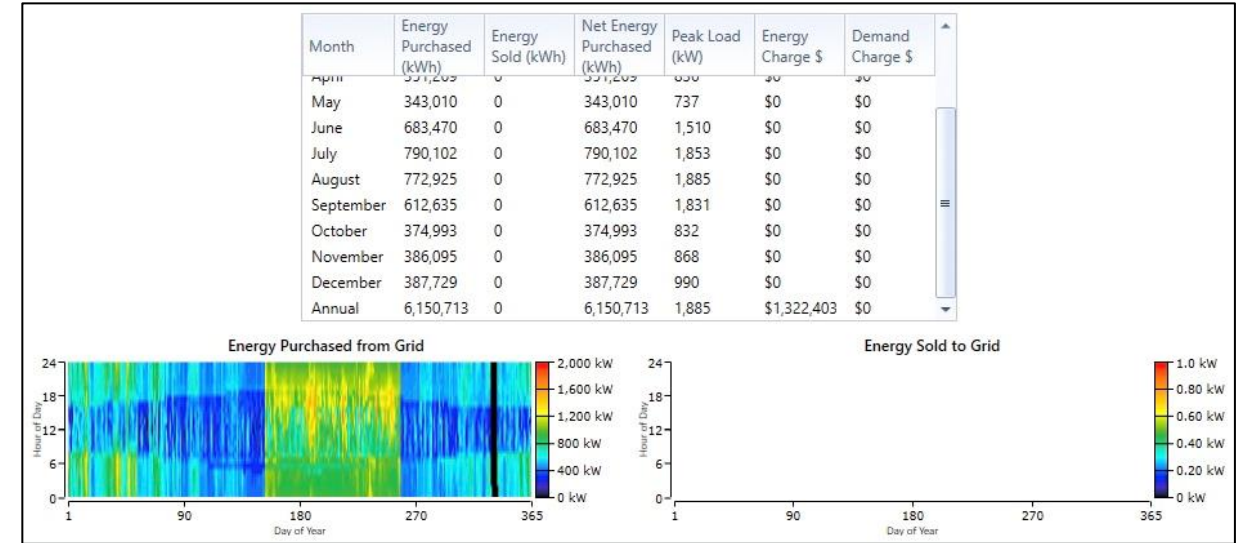 Month Energy Purchased (kWh) Energy Sold (kWh) Net Energy Purchased (kWh) Peak Load (kW) Energy Charge $ Demand Charge $
April 0 $0 $0
May 343,010 0 343,010 737 $0 $0
June 683,470 0 683,470 1,510 $0 $0
July 790,102 0 790,102 1,853 $0 $0
August 772,925 0 772,925 1,885 $0 $0
September 612,635 0 612,635 1,831 $0 $0
October 374,993 0 374,993 832 $0 $0
November 386,095 0 386,095 868 $0 $0
December 387,729 0 387,729 990 $0 $0
Annual 6,150,713 0 6,150,713 1,885 $1,322,403 $0
Energy Purchased from Grid
24
18
12
6
0
Hour of Day
1 90 180 270 365
Day of Year
2,000 kW
1,600 kW
1,200 kW
800 kW
400 kW
0 kW
Energy Sold to Grid
24
18
12
6
0
Hour of Day
1 90 180 270 365
Day of Year
1.0 kW
0.80 kW
0.60 kW
0.40 kW
0.20 kW
0 kW